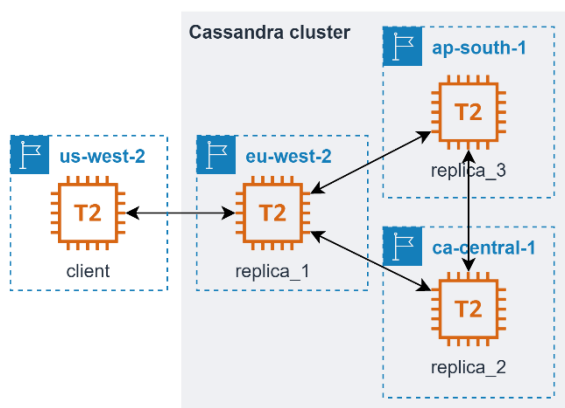 Cassandra cluster
ap-south-1
T2
replica_3
us-west-2
T2
client
eu-west-2
T2
replica_1
ca-central-1
T2
replica_2